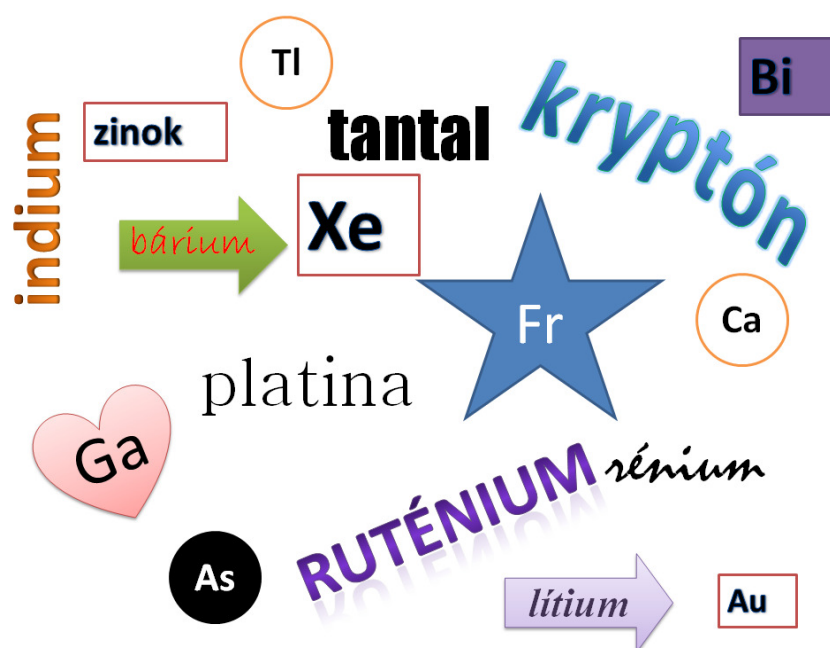 Tl
Bi
kryptón
zinok
tantal
indium
bárium
Xe
Fr
Ca
platina
Ga
RUTÉNIUM
rénium
As
lítium
Au